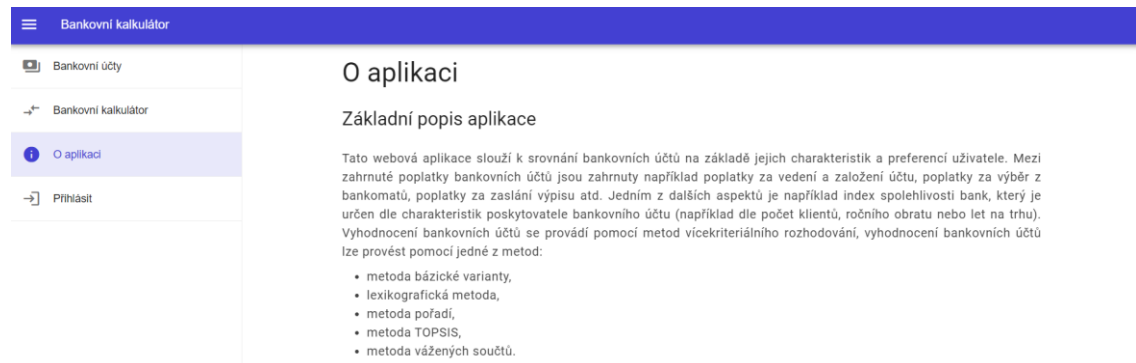 Bankovní kalkulátor
Bankovní účty
Bankovní kalkulátor
O aplikaci
Přihlásit
O aplikaci
Základní popis aplikace
Tato webová aplikace slouží k srovnání bankovních účtů na základě jejich charakteristik a preferencí uživatele. Mezi
zahrnuté poplatky bankovních účtů jsou zahrnuty například poplatky za vedení a založení účtu, poplatky za výběr z
bankomatů, poplatky za zaslání výpisu atd. Jedním z dalších aspektů je například index spolehlivosti bank, který je
určen dle charakteristik poskytovatele bankovního účtu (například dle počet klientů, ročního obratu nebo let na trhu).
Vyhodnocení bankovních účtů se provádí pomocí metod vícekriteriálního rozhodování, vyhodnocení bankovních účtů
lze provést pomocí jedné z metod:
• metoda bázické varianty,
• lexikografická metoda,
• metoda pořadí,
• metoda TOPSIS,
• metoda vážených součtů.